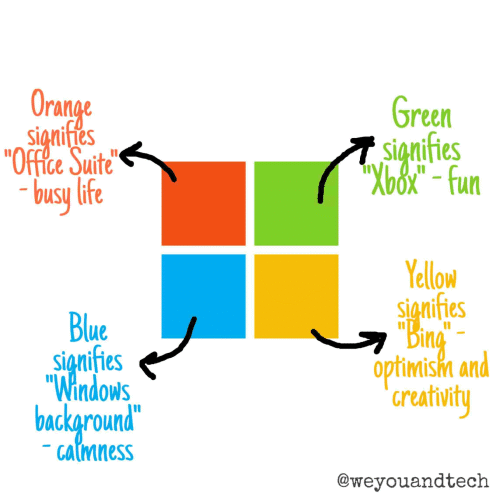 Orange
signifies
"Office Suite"
- busy life
Green
signifies
"Xbox" - fun
Blue
signifies
"Windows
background"
- calmness
Yellow
signifies
"Bing" -
optimism and
creativity
@weyouandtech